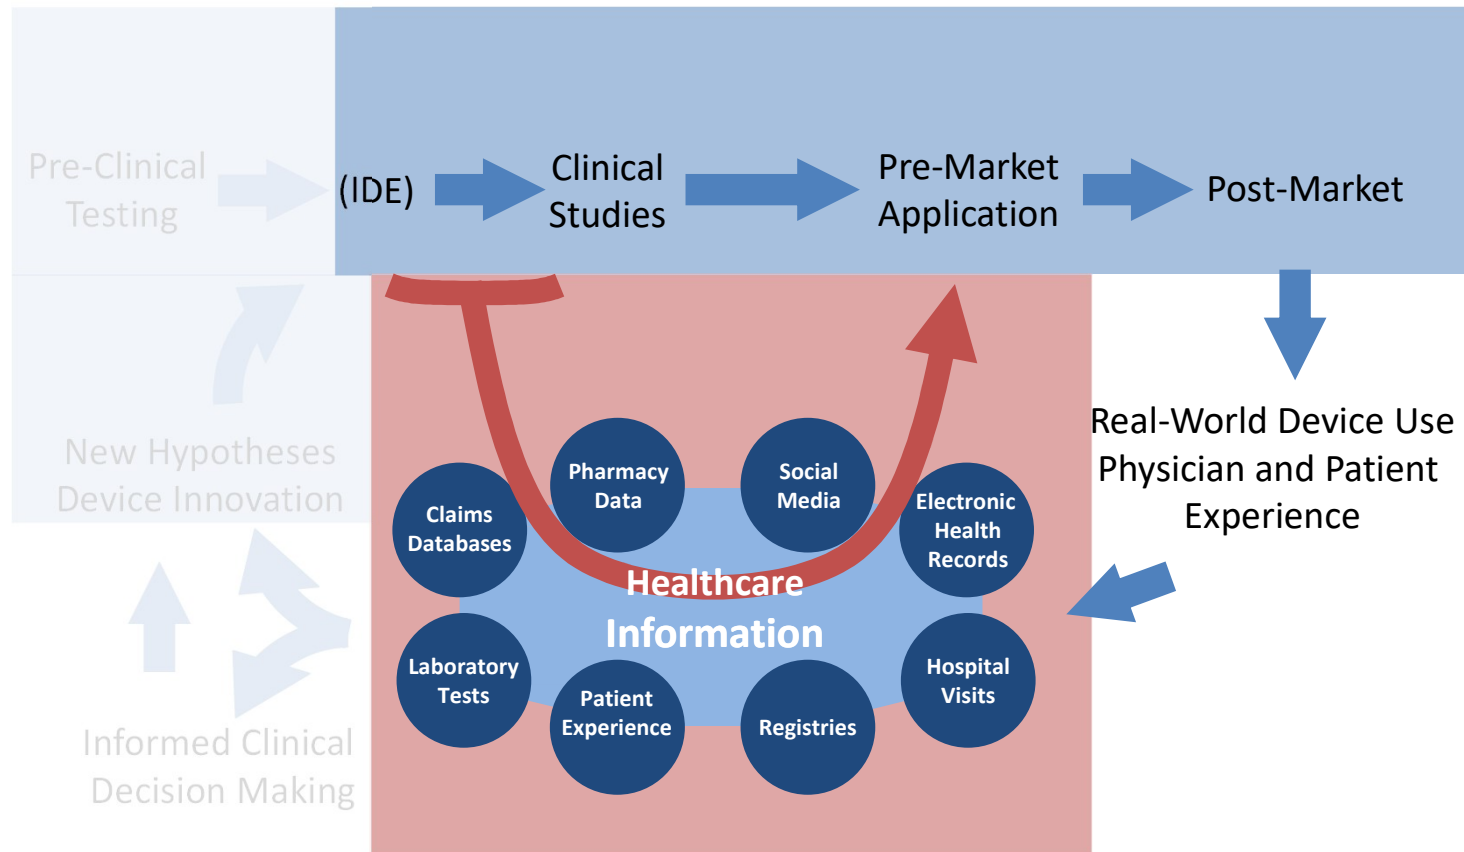 Pre-Clinical
Testing
(IDE)
Clinical
Studies
Pre-Market
Application
Post-Market
Real-World Device Use
Physician and Patient
Experience
New Hypotheses
Device Innovation
Informed Clinical
Decision Making
Claims
Databases
Pharmacy
Data
Social
Media
Electronic
Health
Records
Healthcare
Information
Laboratory
Tests
Patient
Experience
Registries
Hospital
Visits